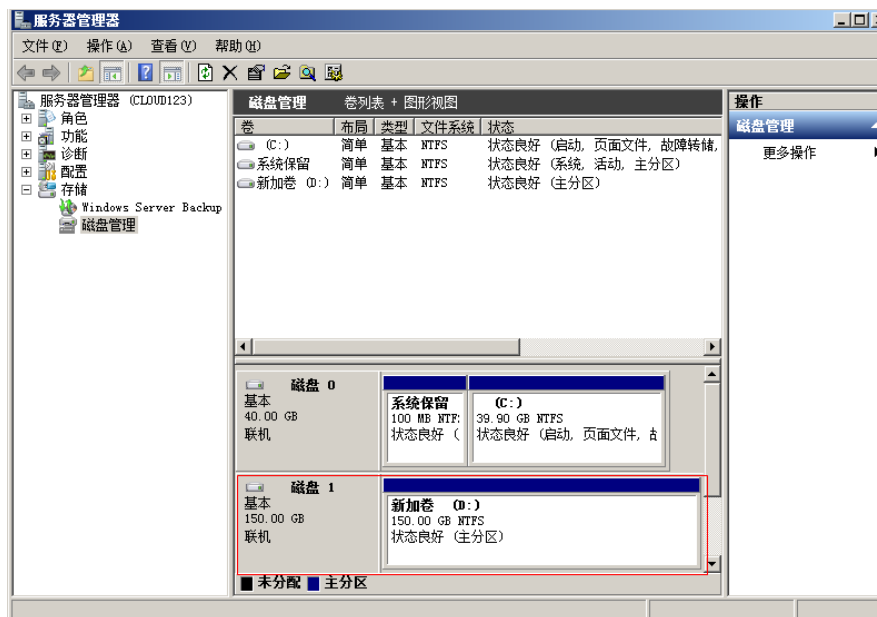 服务器管理器
文件(F) 操作(A) 查看(V) 帮助(H)
服务器管理器 (CLOUD123)
角色
功能
诊断
配置
存储
Windows Server Backup
磁盘管理
磁盘管理 卷列表 + 图形视图
卷 布局 类型 文件系统 状态
(C:) 简单 基本 NTFS 状态良好 (启动, 页面文件, 故障转储,
系统保留 简单 基本 NTFS 状态良好 (系统, 活动, 主分区)
新加卷 (D:) 简单 基本 NTFS 状态良好 (主分区)
磁盘 0
基本
40.00 GB
联机
系统保留
100 MB NTF:
状态良好 (
(C:)
39.90 GB NTFS
状态良好 (启动, 页面文件, 故
磁盘 1
基本
150.00 GB
联机
新加卷 (D:)
150.00 GB NTFS
状态良好 (主分区)
未分配 主分区
操作
磁盘管理
更多操作